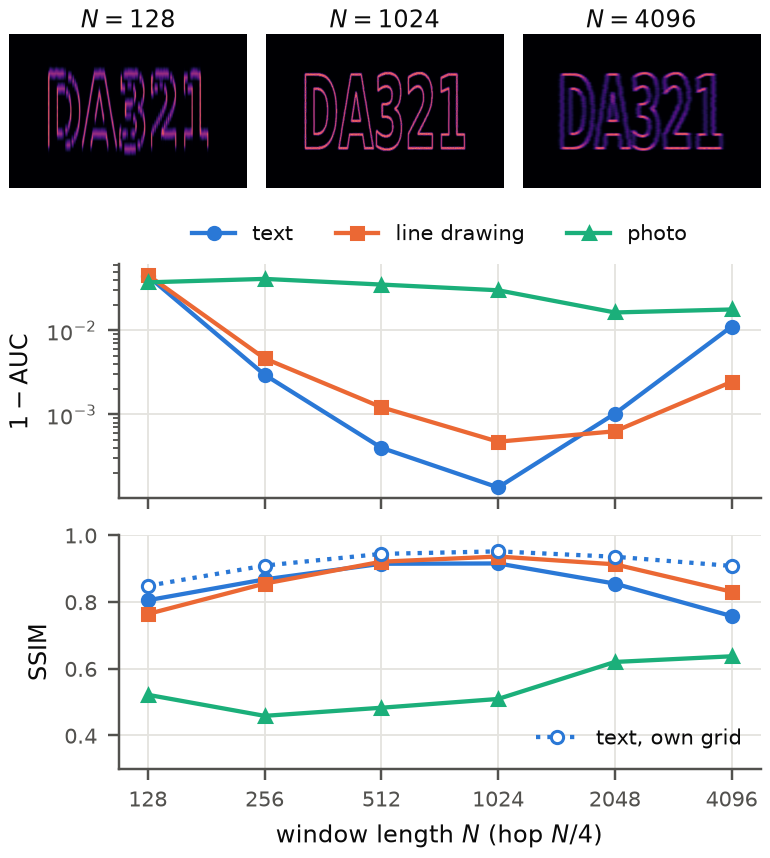 N = 128 N = 1024 N = 4096
DA321 DA321 DA321
text line drawing photo
10⁻²
10⁻³
1 − AUC
1.0
0.8
0.6
0.4
SSIM
text, own grid
128 256 512 1024 2048 4096
window length N (hop N/4)